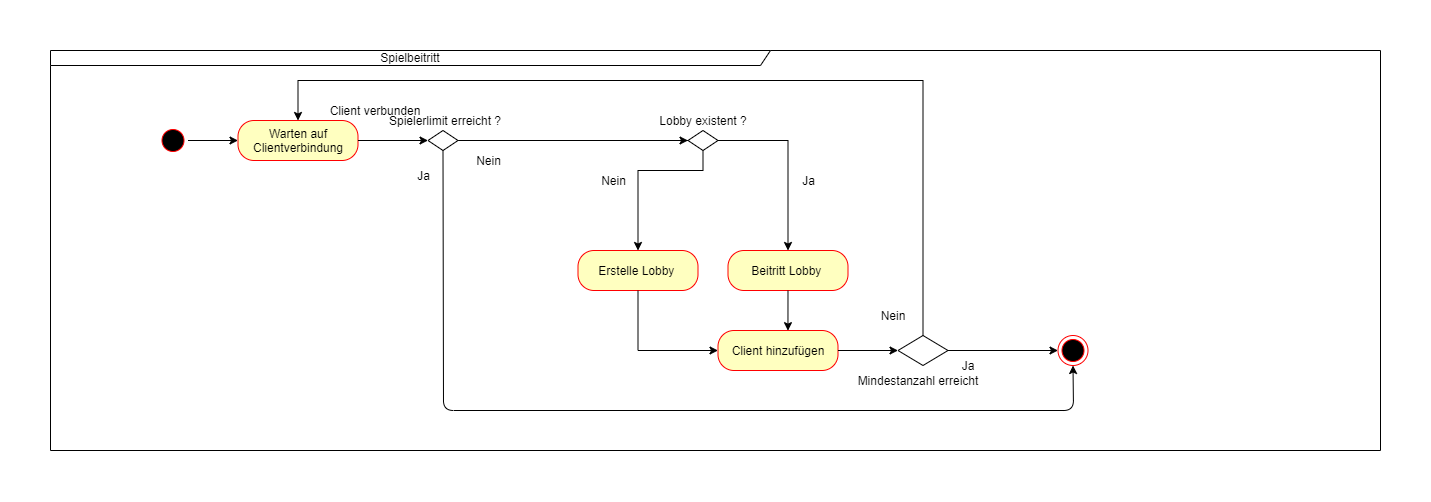 Spielbeitritt
Client verbunden
Spielerlimit erreicht ?
Lobby existent ?
Warten auf
Clientverbindung
Nein
Ja
Nein
Ja
Erstelle Lobby
Beitritt Lobby
Nein
Client hinzufügen
Ja
Mindestanzahl erreicht